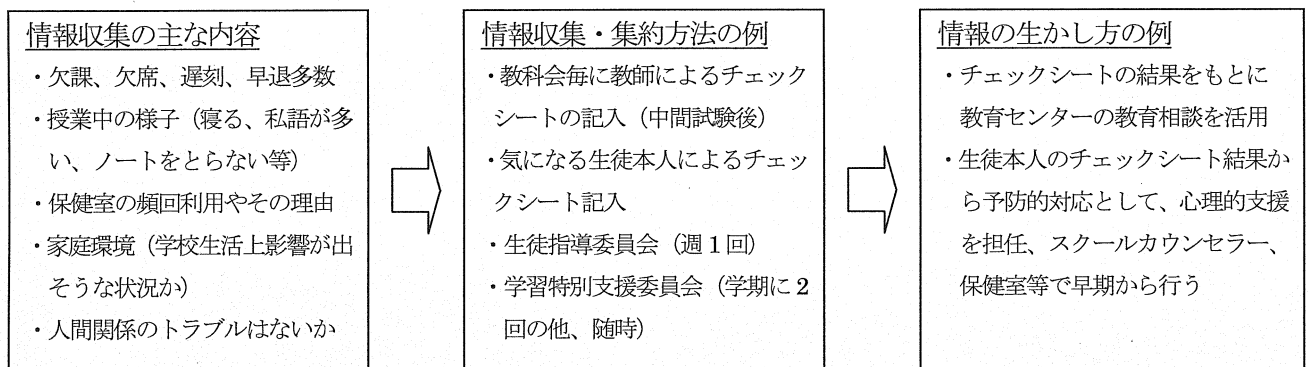 情報収集の主な内容
・欠課、欠席、遅刻、早退多数
・授業中の様子（寝る、私語が多
い、ノートをとらない等）
・保健室の頻回利用やその理由
・家庭環境（学校生活上影響が出
そうな状況か）
・人間関係のトラブルはないか
情報収集・集約方法の例
・教科会毎に教師によるチェック
シートの記入（中間試験後）
・気になる生徒本人によるチェッ
クシート記入
・生徒指導委員会（週１回）
・学習特別支援委員会（学期に２
回の他、随時）
情報の生かし方の例
・チェックシートの結果をもとに
教育センターの教育相談を活用
・生徒本人のチェックシート結果か
ら予防的対応として、心理的支援
を担任、スクールカウンセラー、
保健室等で早期から行う